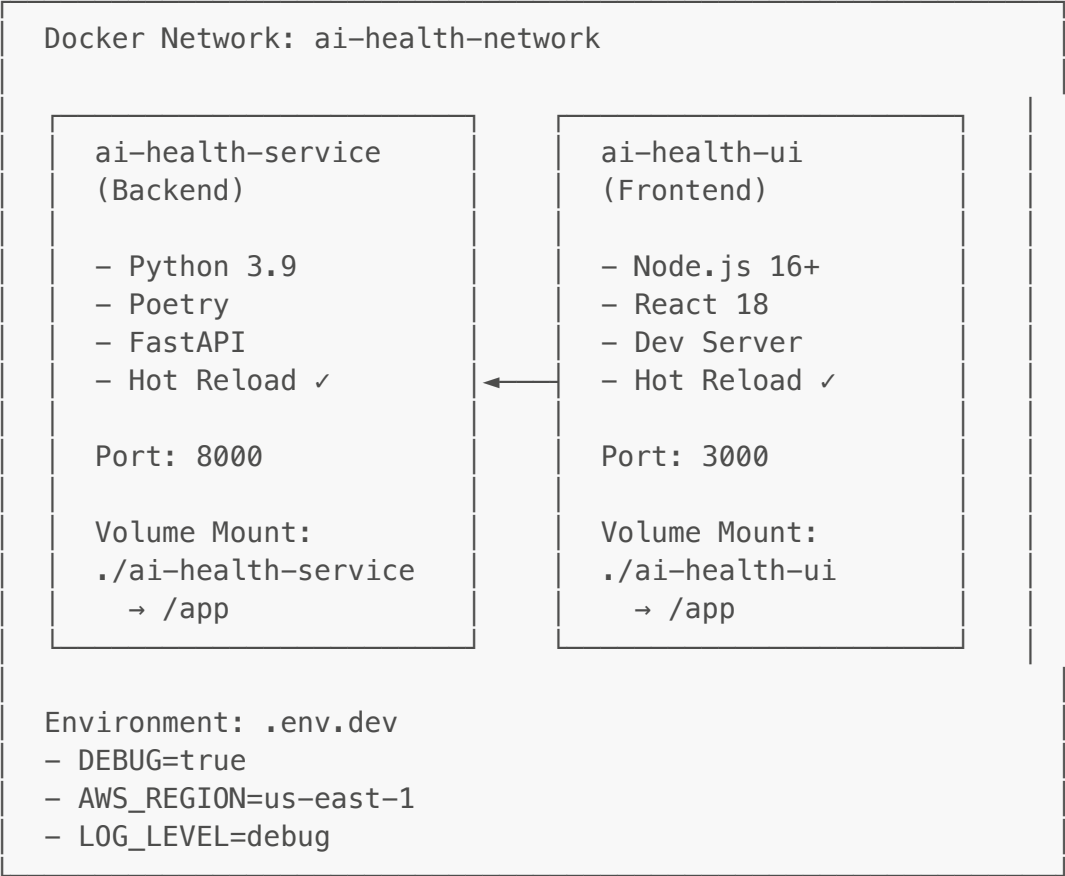 Docker Network: ai-health-network
ai-health-service
(Backend)
- Python 3.9
- Poetry
- FastAPI
- Hot Reload ✓
Port: 8000
Volume Mount:
./ai-health-service
→ /app
ai-health-ui
(Frontend)
- Node.js 16+
- React 18
- Dev Server
- Hot Reload ✓
Port: 3000
Volume Mount:
./ai-health-ui
→ /app
Environment: .env.dev
- DEBUG=true
- AWS_REGION=us-east-1
- LOG_LEVEL=debug